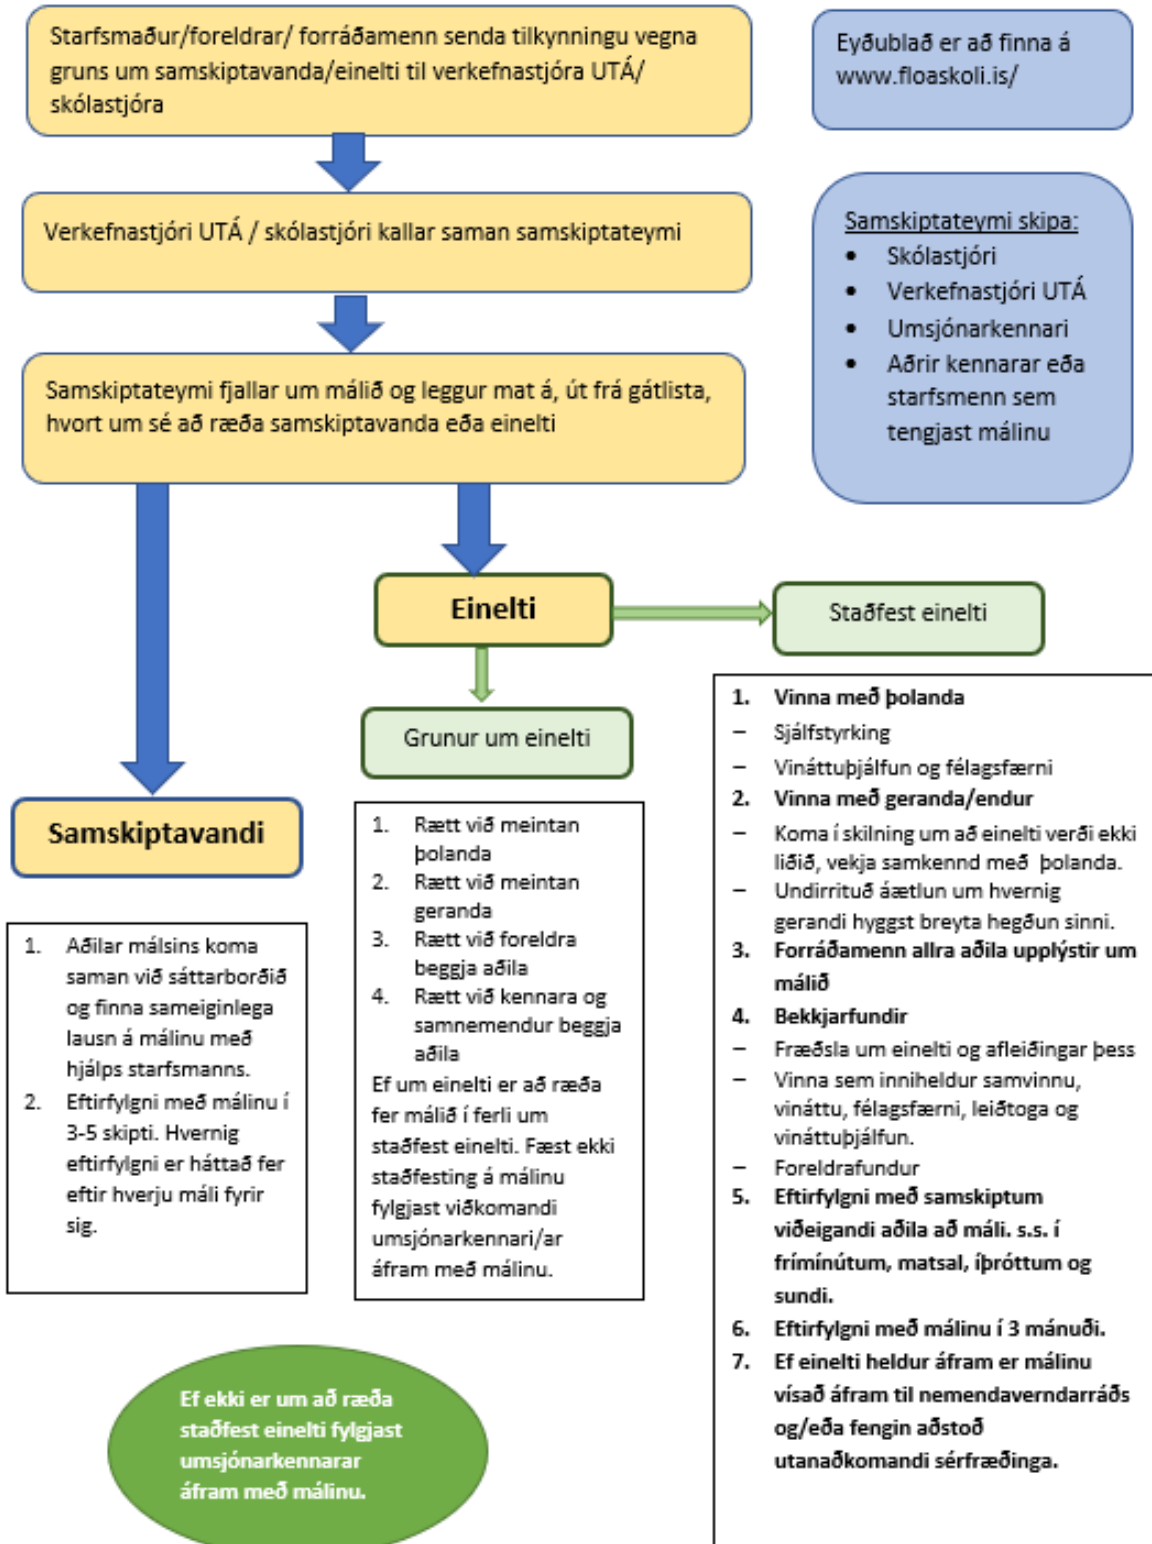 Starfsmaður/foreldrar/ forráðamenn senda tilkynningu vegna
gruns um samskiptavanda/einelti til verkefnastjóra UTÁ/
skólastjóra
Eyðublað er að finna á
www.floaskoli.is/
Verkefnastjóri UTÁ / skólastjóri kallar saman samskiptateymi
Samskiptateymi skipa:
• Skólastjóri
• Verkefnastjóri UTÁ
• Umsjónarkennari
• Aðrir kennarar eða
starfsmenn sem
tengjast málinu
Samskiptateymi fjallar um málið og leggur mat á, út frá gátlista,
hvort um sé að ræða samskiptavanda eða einelti
Einelti
Staðfest einelti
Grunur um einelti
Samskiptavandi
1. Aðilar málsins koma
saman við sáttarborðið
og finna sameiginlega
lausn á málinu með
hjálps starfsmanns.
2. Eftirfylgni með málinu í
3-5 skipti. Hvernig
eftirfylgni er háttað fer
eftir hverju máli fyrir
sig.
1. Rætt við meintan
þolanda
2. Rætt við meintan
geranda
3. Rætt við foreldra
beggja aðila
4. Rætt við kennara og
samnemendur beggja
aðila
Ef um einelti er að ræða
fer málið í ferli um
staðfest einelti. Fæst ekki
staðfesting á málinu
fylgjast viðkomandi
umsjónarkennari/ar
áfram með málinu.
1. Vinna með þolanda
– Sjálfstyrking
– Vináttuþjálfun og félagsfærni
2. Vinna með geranda/endur
– Koma í skilning um að einelti verði ekki
liðið, vekja samkennd með þolanda.
– Undirrituð áætlun um hvernig
gerandi hyggst breyta hegðun sinni.
3. Forráðamenn allra aðila upplýstir um
málið
4. Bekkjarfundir
– Fræðsla um einelti og afleiðingar þess
– Vinna sem inniheldur samvinnu,
vináttu, félagsfærni, leiðtoga og
vináttuþjálfun.
– Foreldrafundur
5. Eftirfylgni með samskiptum
viðeigandi aðila að máli. s.s. í
frímínútum, matsal, íþróttum og
sundi.
6. Eftirfylgni með málinu í 3 mánuði.
7. Ef einelti heldur áfram er málinu
vísað áfram til nemendaverndarráðs
og/eða fengin aðstoð
utanaðkomandi sérfræðinga.
Ef ekki er um að ræða
staðfest einelti fylgjast
umsjónarkennarar
áfram með málinu.